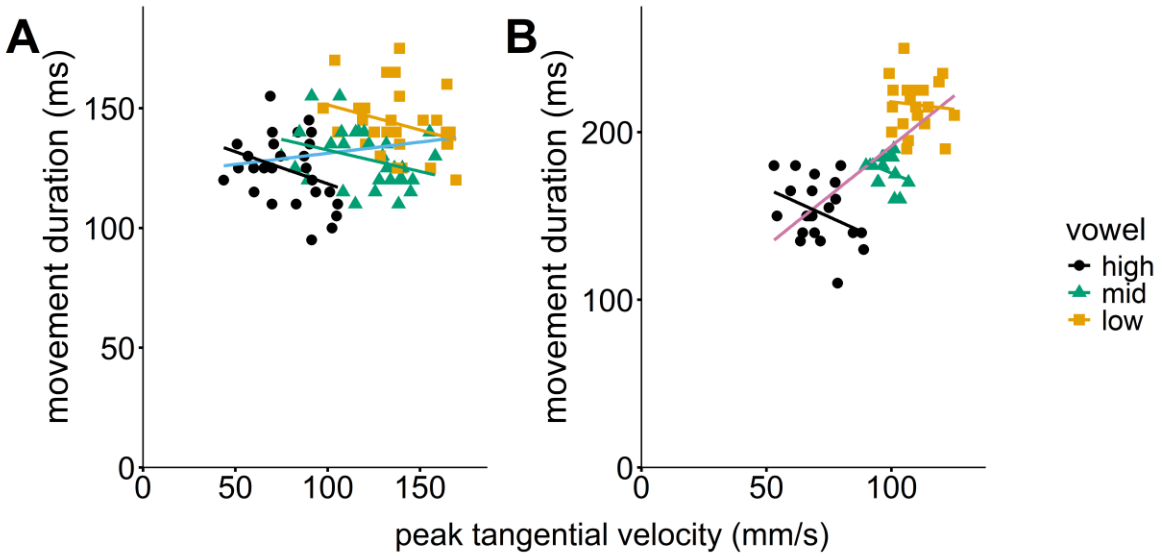 A
B
movement duration (ms)
150
100
50
0
0
50
100
150
movement duration (ms)
200
100
0
0
50
100
peak tangential velocity (mm/s)
vowel
high
mid
low